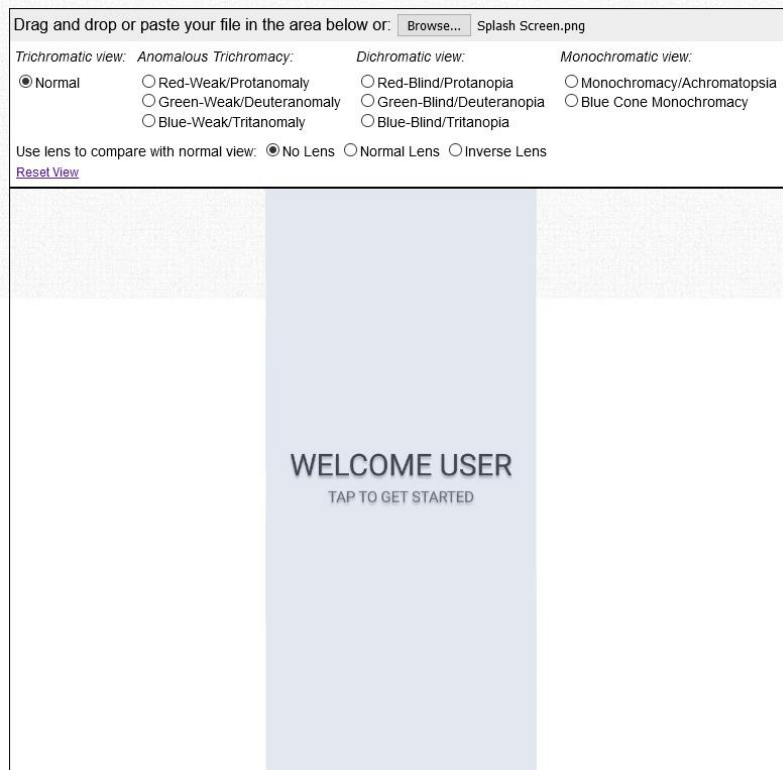 Drag and drop or paste your file in the area below or: Browse... Splash Screen.png
Trichromatic view: Anomalous Trichromacy: Dichromatic view: Monochromatic view:
Normal Red-Weak/Protanomaly Red-Blind/Protanopia Monochromacy/Achromatopsia
Green-Weak/Deuteranomaly Green-Blind/Deuteranopia Blue Cone Monochromacy
Blue-Weak/Tritanomaly Blue-Blind/Tritanopia
Use lens to compare with normal view: No Lens Normal Lens Inverse Lens
Reset View
WELCOME USER
TAP TO GET STARTED